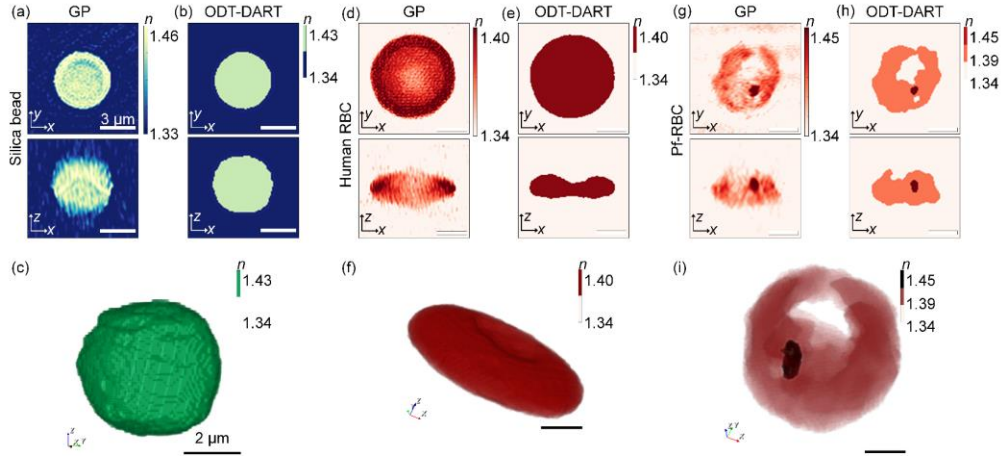 (a) GP n
(b) ODT-DART n
(d) GP n
(e) ODT-DART n
(g) GP n
(h) ODT-DART n
Silica bead
y
x
3 μm
1.46
1.33
1.43
1.34
Human RBC
y
x
1.40
1.34
y
x
1.40
1.34
Pf-RBC
y
x
1.45
1.34
y
x
1.45
1.39
1.34
y
x
z
x
z
x
z
x
z
x
z
x
z
x
(c)
n
1.43
1.34
2 μm
(f)
n
1.40
1.34
(i)
n
1.45
1.39
1.34